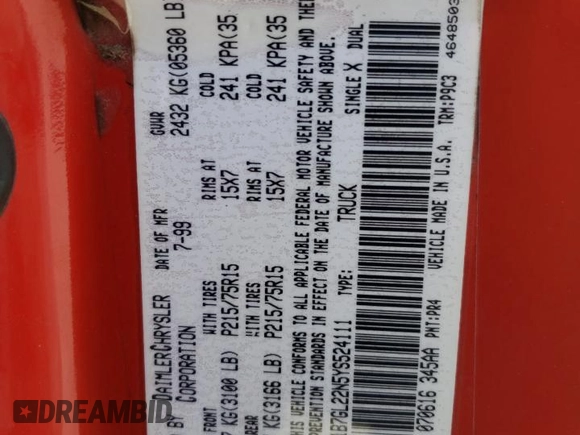 D BY DAIMLERCHRYSLER CORPORATION
DATE OF MFR 7-99
GVWR 2432 KG(05360 LB
FRONT WITH TIRES RIMS AT COLD
KG(3100 LB) P215/75R15 15X7 241 KPA(35
REAR WITH TIRES RIMS AT COLD
KG(3166 LB) P215/75R15 15X7 241 KPA(35
THIS VEHICLE CONFORMS TO ALL APPLICABLE FEDERAL MOTOR VEHICLE SAFETY AND THE
PREVENTION STANDARDS IN EFFECT ON THE DATE OF MANUFACTURE SHOWN ABOVE.
1B7GL22N5YS524111 TRUCK SINGLE X DUAL
070616 345AA PNT:PR4 VEHICLE MADE IN U.S.A. TRM:P9C3 4648503